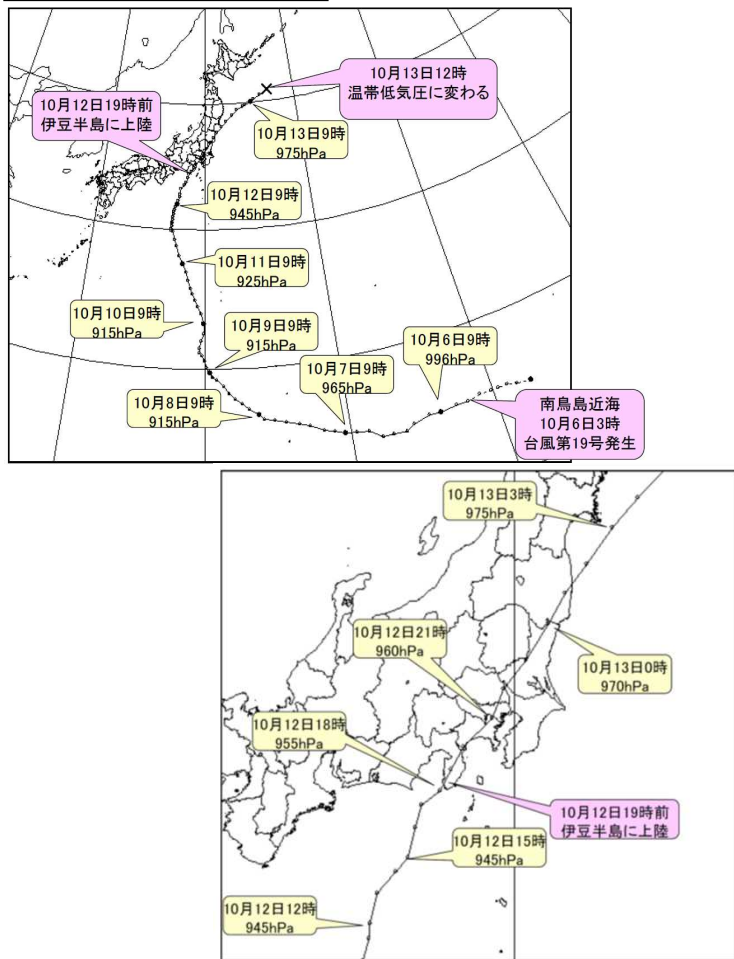 10月13日12時
温帯低気圧に変わる
10月12日19時前
伊豆半島に上陸
10月13日9時
975hPa
10月12日9時
945hPa
10月11日9時
925hPa
10月10日9時
915hPa
10月9日9時
915hPa
10月6日9時
996hPa
10月7日9時
965hPa
10月8日9時
915hPa
南鳥島近海
10月6日3時
台風第19号発生
10月13日3時
975hPa
10月12日21時
960hPa
10月13日0時
970hPa
10月12日18時
955hPa
10月12日19時前
伊豆半島に上陸
10月12日15時
945hPa
10月12日12時
945hPa